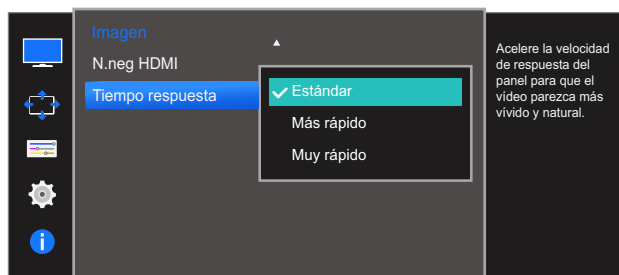 Imagen
N.neg HDMI
Tiempo respuesta
Estándar
Más rápido
Muy rápido
Acelere la velocidad
de respuesta del
panel para que el
vídeo parezca más
vívido y natural.